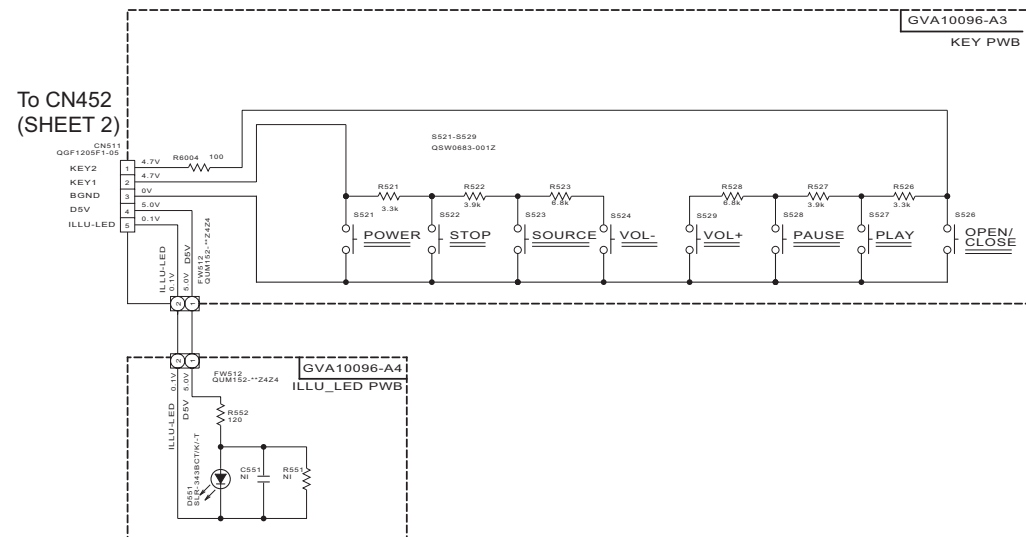 GVA10096-A3
KEY PWB
To CN452
(SHEET 2)
CN511
QGF1205F1-05
S521-S529
QSW0683-001Z
KEY2 1 4.7V R6004 100
KEY1 2 4.7V
BGND 3 0V
D5V 4 5.0V
ILLU-LED 5 0.1V
R521
3.3k
R522
3.9k
R523
6.8k
R528
6.8k
R527
3.9k
R526
3.3k
S521
POWER
S522
STOP
S523
SOURCE
S524
VOL-
S529
VOL+
S528
PAUSE
S527
PLAY
S526
OPEN/
CLOSE
ILLU-LED
0.1V
D5V
5.0V
FW512
QUM152-**Z4Z4
2 1
2 1
0.1V
5.0V
ILLU-LED
D5V
FW512
QUM152-**Z4Z4
GVA10096-A4
ILLU_LED PWB
R552
120
D551
SLR-343BCT/K/-T
C551
NI
R551
NI